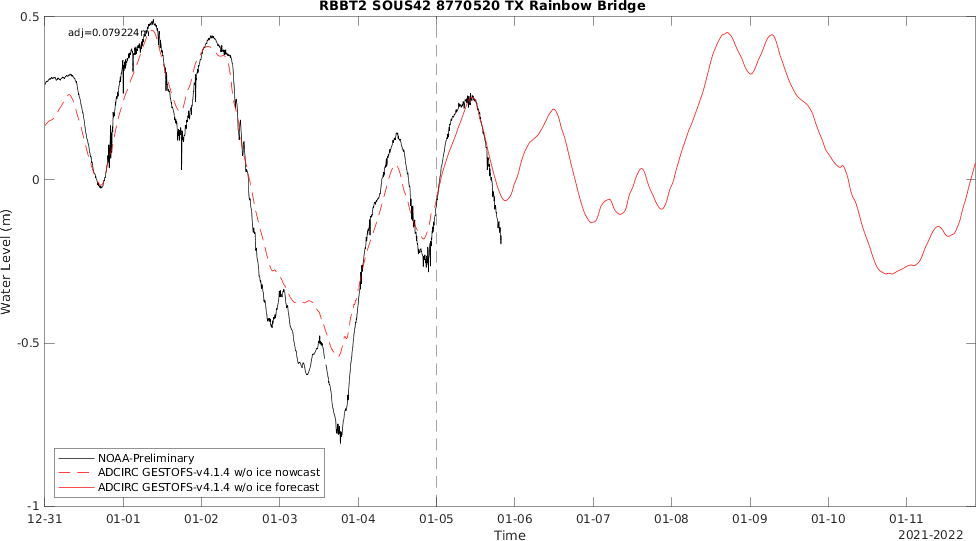 RBBT2 SOUS42 8770520 TX Rainbow Bridge
adj=0.079224m
0.5
0
-0.5
-1
Water Level (m)
NOAA-Preliminary
ADCIRC GESTOFS-v4.1.4 w/o ice nowcast
ADCIRC GESTOFS-v4.1.4 w/o ice forecast
12-31 01-01 01-02 01-03 01-04 01-05 01-06 01-07 01-08 01-09 01-10 01-11
Time
2021-2022